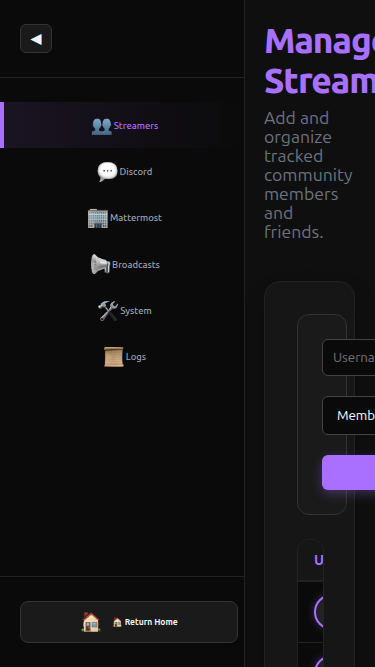 Streamers
Discord
Mattermost
Broadcasts
System
Logs
Return Home
Manage
Stream
Add and
organize
tracked
community
members
and
friends.
Userna
Memb
U